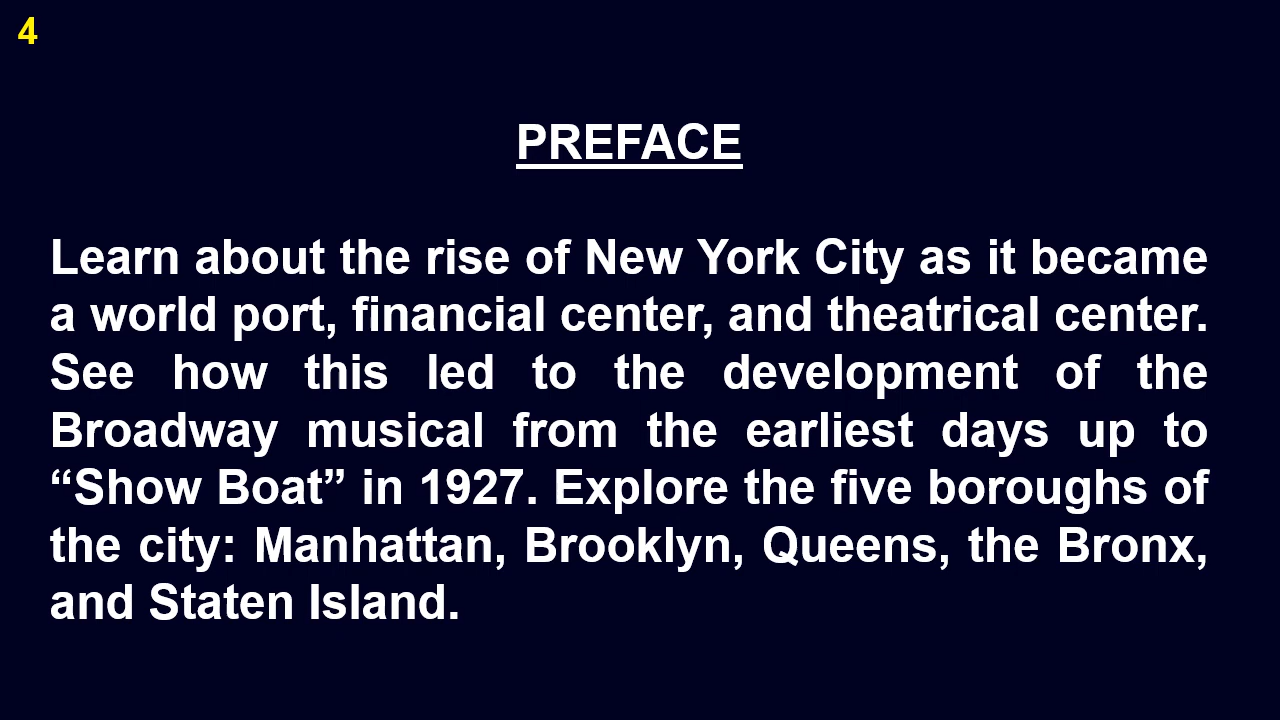 4
PREFACE
Learn about the rise of New York City as it became
a world port, financial center, and theatrical center.
See how this led to the development of the
Broadway musical from the earliest days up to
“Show Boat” in 1927. Explore the five boroughs of
the city: Manhattan, Brooklyn, Queens, the Bronx,
and Staten Island.